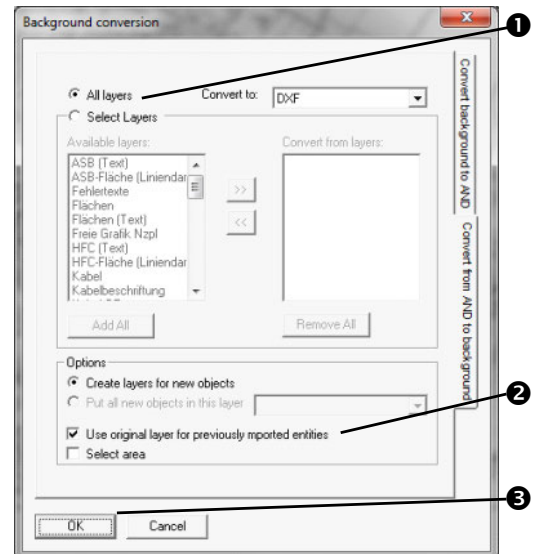 Background conversion
x
❶
All layers Convert to: DXF
Select Layers
Available layers: Convert from layers:
ASB (Text)
ASB-Fläche (Liniendar
Fehlertexte
Flächen
Flächen (Text)
Freie Grafik Nzpl
HFC (Text)
HFC-Fläche (Liniendar
Kabel
Kabelbeschriftung
>>
<<
Add All Remove All
Options
Create layers for new objects
Put all new objects in this layer
Use original layer for previously mported entities
❷
Select area
OK Cancel
❸
Convert background to AND
Convert from AND to background